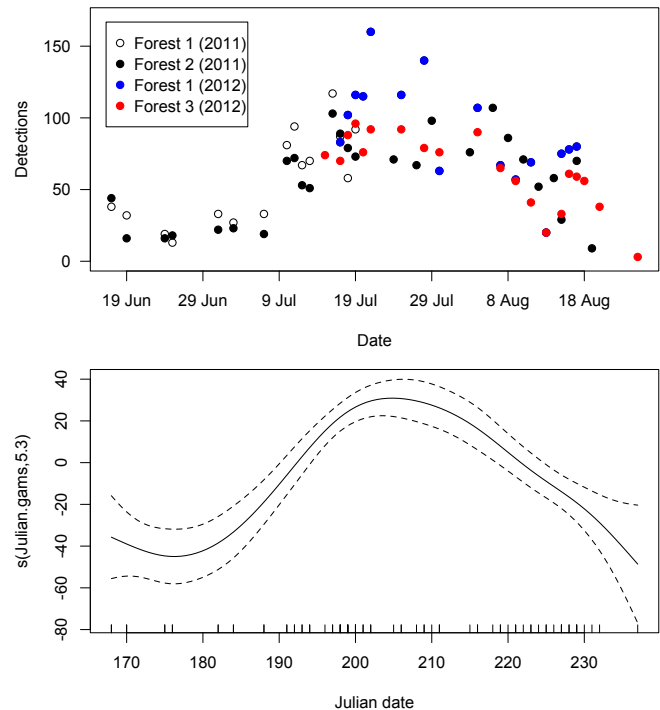 150
100
50
0
Detections
Forest 1 (2011)
Forest 2 (2011)
Forest 1 (2012)
Forest 3 (2012)
19 Jun 29 Jun 9 Jul 19 Jul 29 Jul 8 Aug 18 Aug
Date
40
20
0
-20
-40
-60
-80
s(Julian.gams,5.3)
170 180 190 200 210 220 230
Julian date